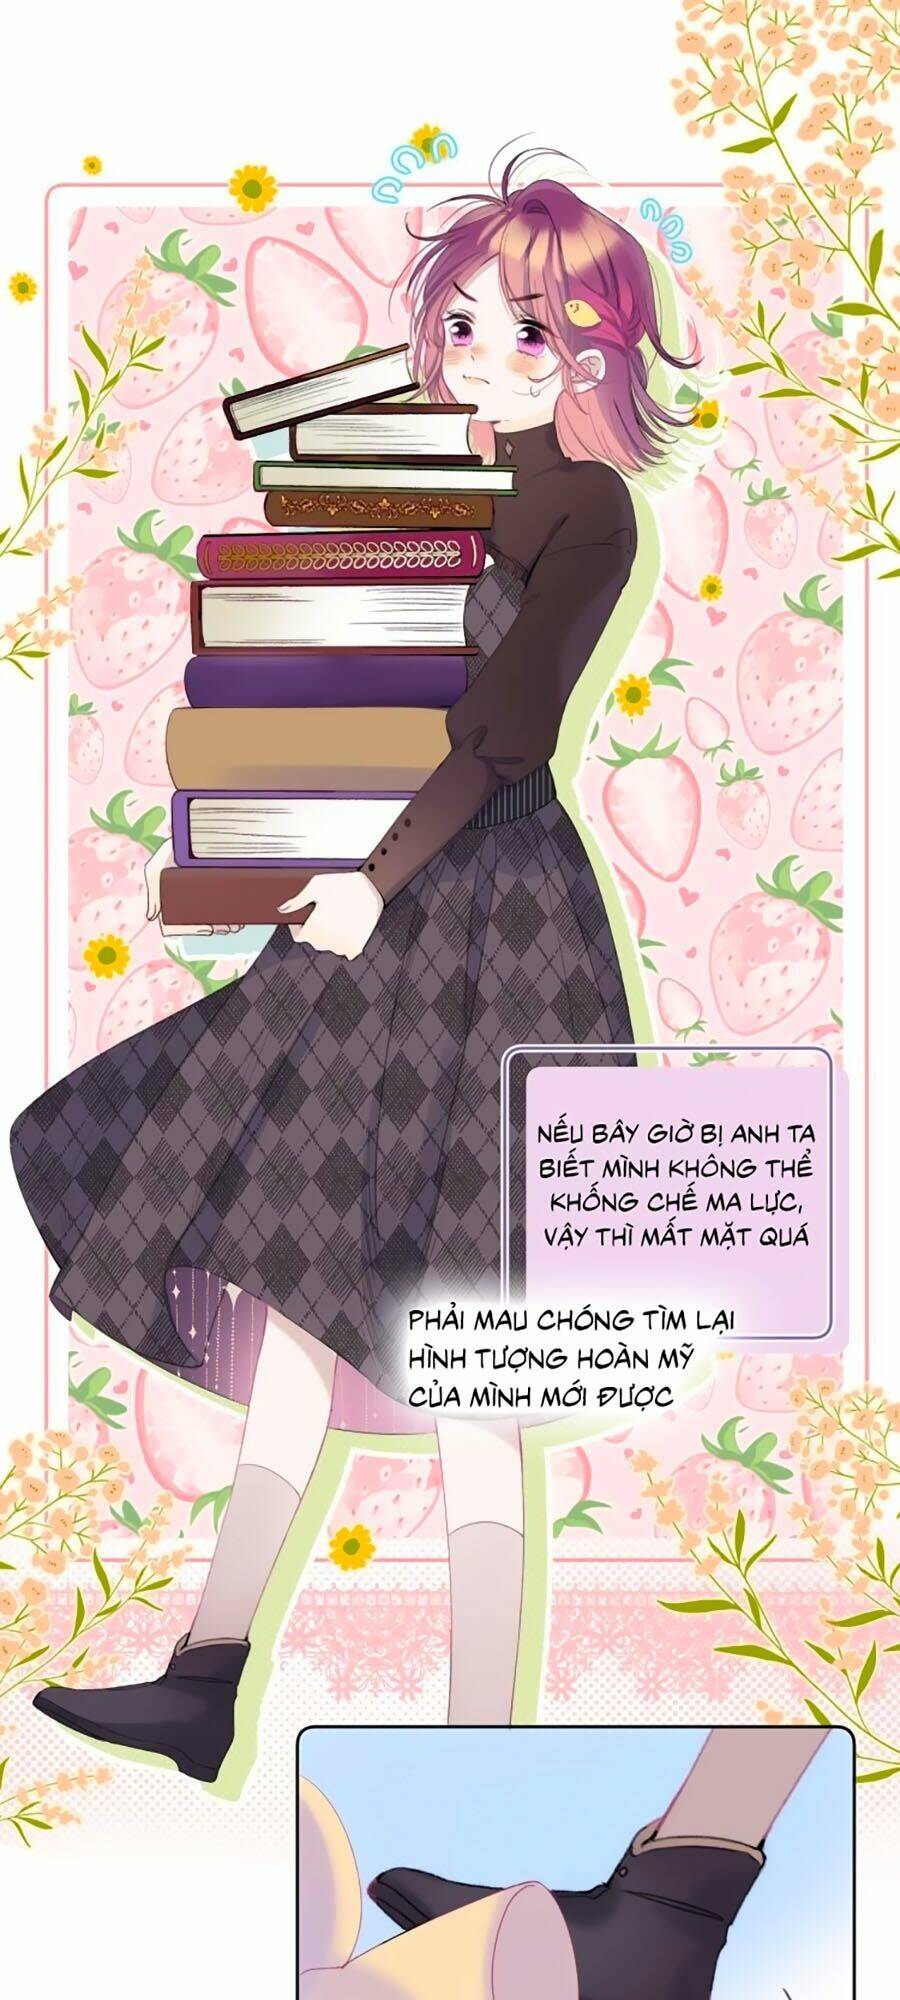 NẾU BÂY GIỜ BỊ ANH TA
BIẾT MÌNH KHÔNG THỂ
KHỐNG CHẾ MA LỰC,
VẬY THÌ MẤT MẶT QUÁ
PHẢI MAU CHÓNG TÌM LẠI
HÌNH TƯỢNG HOÀN MỸ
CỦA MÌNH MỚI ĐƯỢC